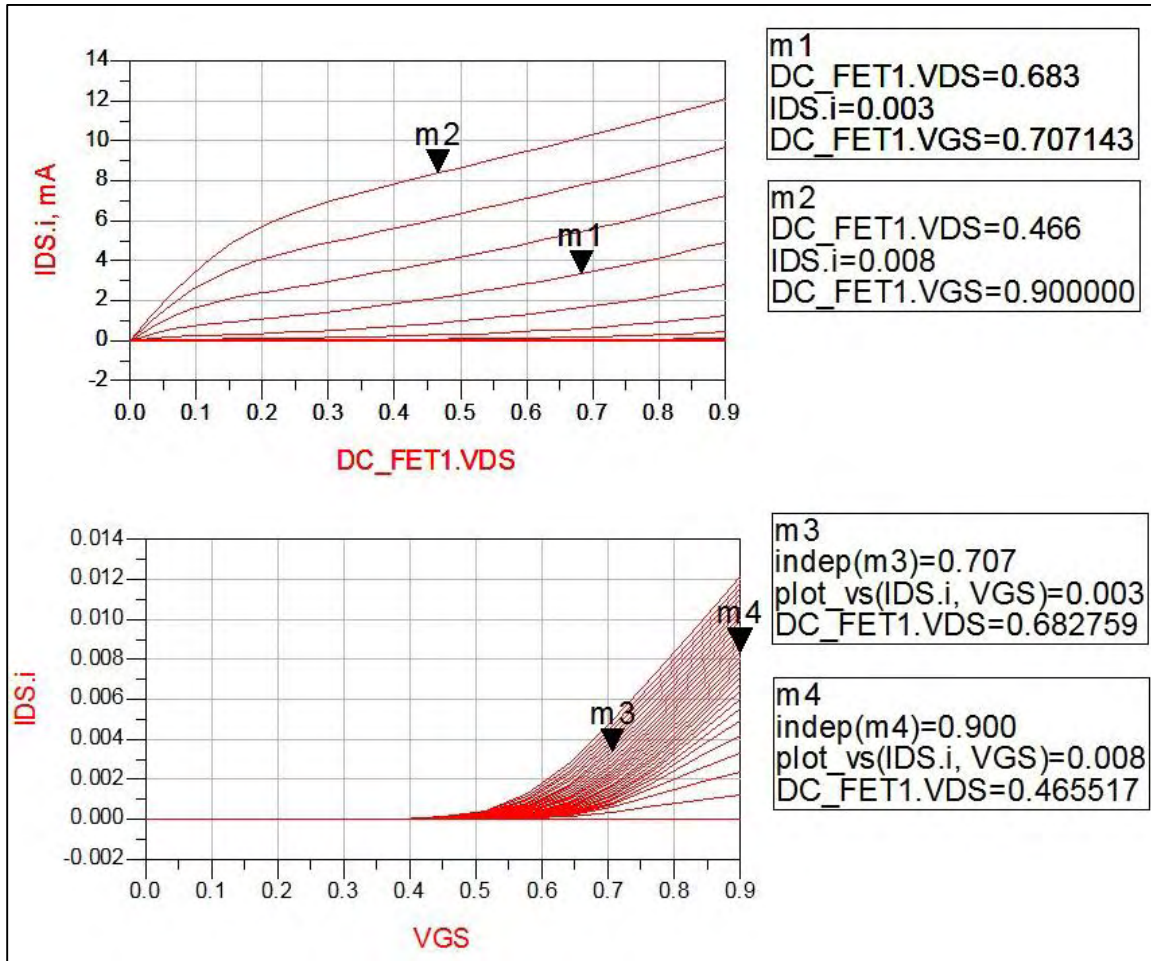 14
12
10
8
6
4
2
0
-2
IDS.i, mA
m2
m1
0.0 0.1 0.2 0.3 0.4 0.5 0.6 0.7 0.8 0.9
DC_FET1.VDS
m1
DC_FET1.VDS=0.683
IDS.i=0.003
DC_FET1.VGS=0.707143
m2
DC_FET1.VDS=0.466
IDS.i=0.008
DC_FET1.VGS=0.900000
0.014
0.012
0.010
0.008
0.006
0.004
0.002
0.000
-0.002
IDS.i
m4
m3
0.0 0.1 0.2 0.3 0.4 0.5 0.6 0.7 0.8 0.9
VGS
m3
indep(m3)=0.707
plot_vs(IDS.i, VGS)=0.003
DC_FET1.VDS=0.682759
m4
indep(m4)=0.900
plot_vs(IDS.i, VGS)=0.008
DC_FET1.VDS=0.465517